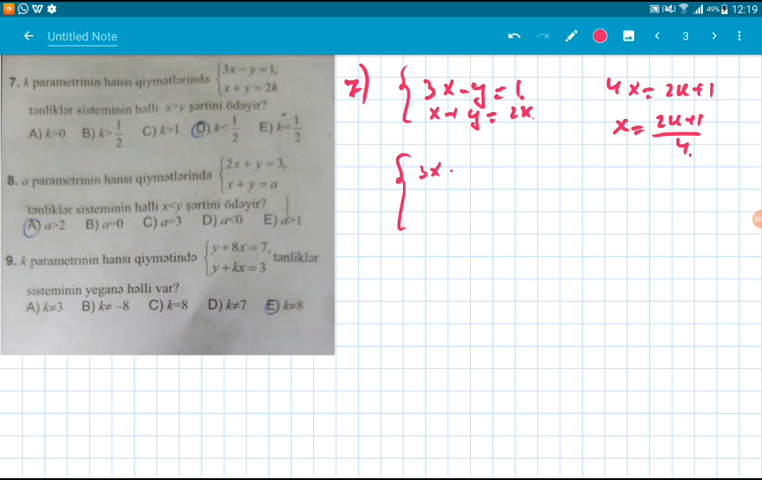 49% 12:19
Untitled Note
3
7. k parametrinin hansı qiymətlərində {3x − y = 1,
x + y = 2k
tənliklər sisteminin həlli x>y şərtini ödəyir?
A) k>0 B) k>1/2 C) k>1 D) k<1/2 E) k=1/2
8. a parametrinin hansı qiymətlərində {2x + y = 3,
x + y = a
tənliklər sisteminin həlli x<y şərtini ödəyir?
A) a>2 B) a=0 C) a=3 D) a<0 E) a>1
9. k parametrinin hansı qiymətində {y + 8x = 7,
y + kx = 3 tənliklər
sisteminin yeganə həlli var?
A) k≠3 B) k≠ −8 C) k=8 D) k≠7 E) k≠8
7) {3x − y = 1
x + y = 2k
{3x
4x = 2k+1
x = 2k+1/4
02